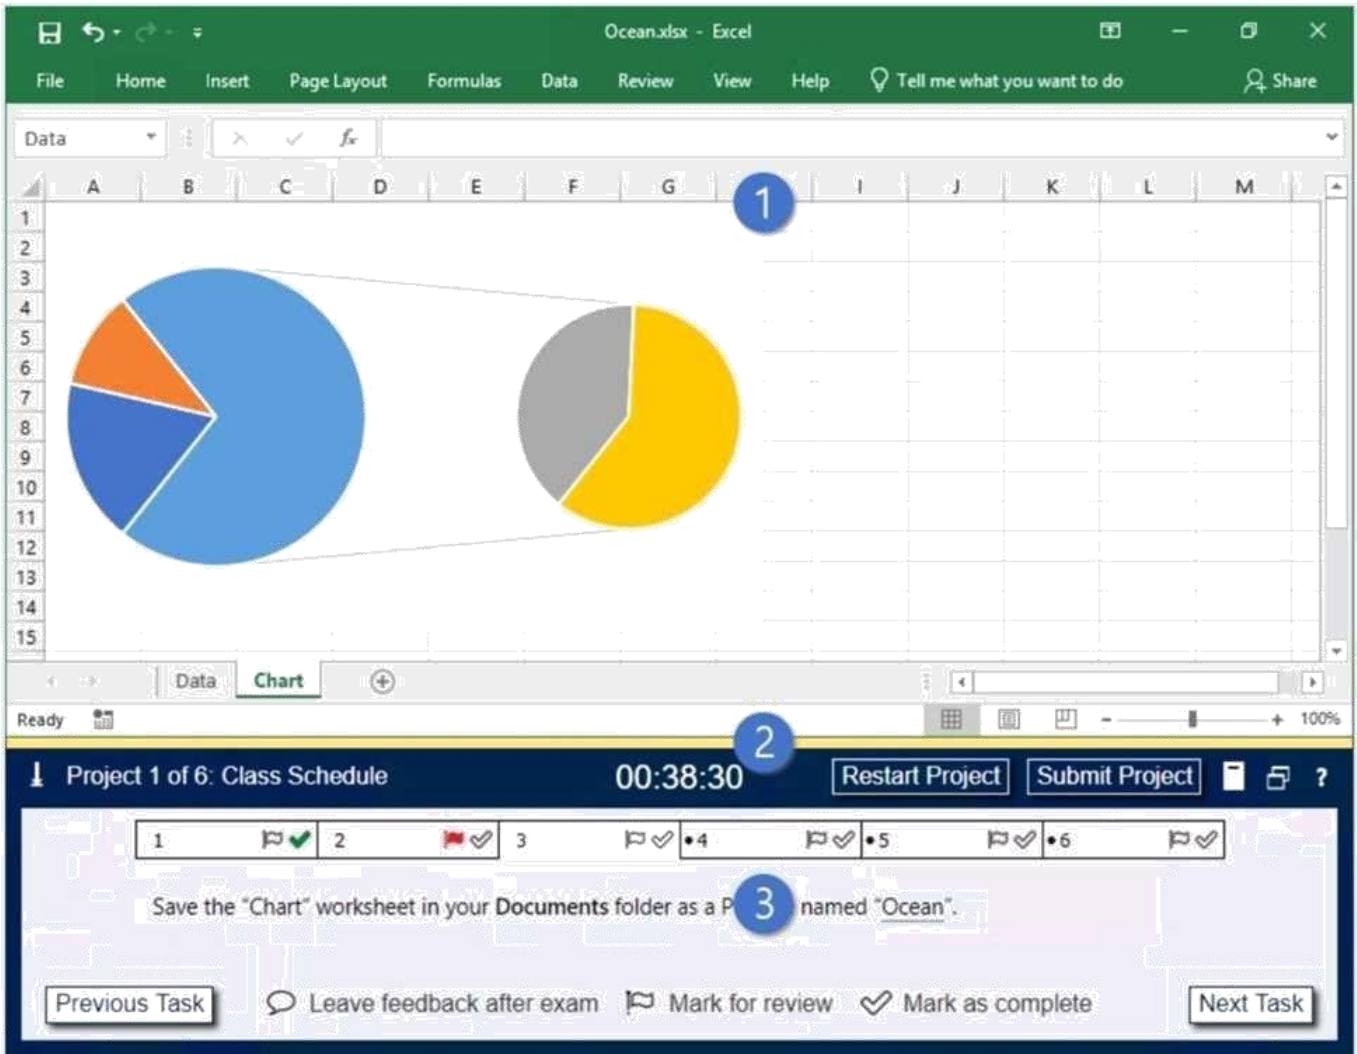 Ocean.xlsx - Excel
File Home Insert Page Layout Formulas Data Review View Help Tell me what you want to do Share
Data fx
A B C D E F G 1 I J K L M
1
2
3
4
5
6
7
8
9
10
11
12
13
14
15
Data Chart
Ready 100%
2
Project 1 of 6: Class Schedule 00:38:30 Restart Project Submit Project ?
1 2 3 •4 •5 •6
Save the "Chart" worksheet in your Documents folder as a P 3 named "Ocean".
Previous Task Leave feedback after exam Mark for review Mark as complete Next Task